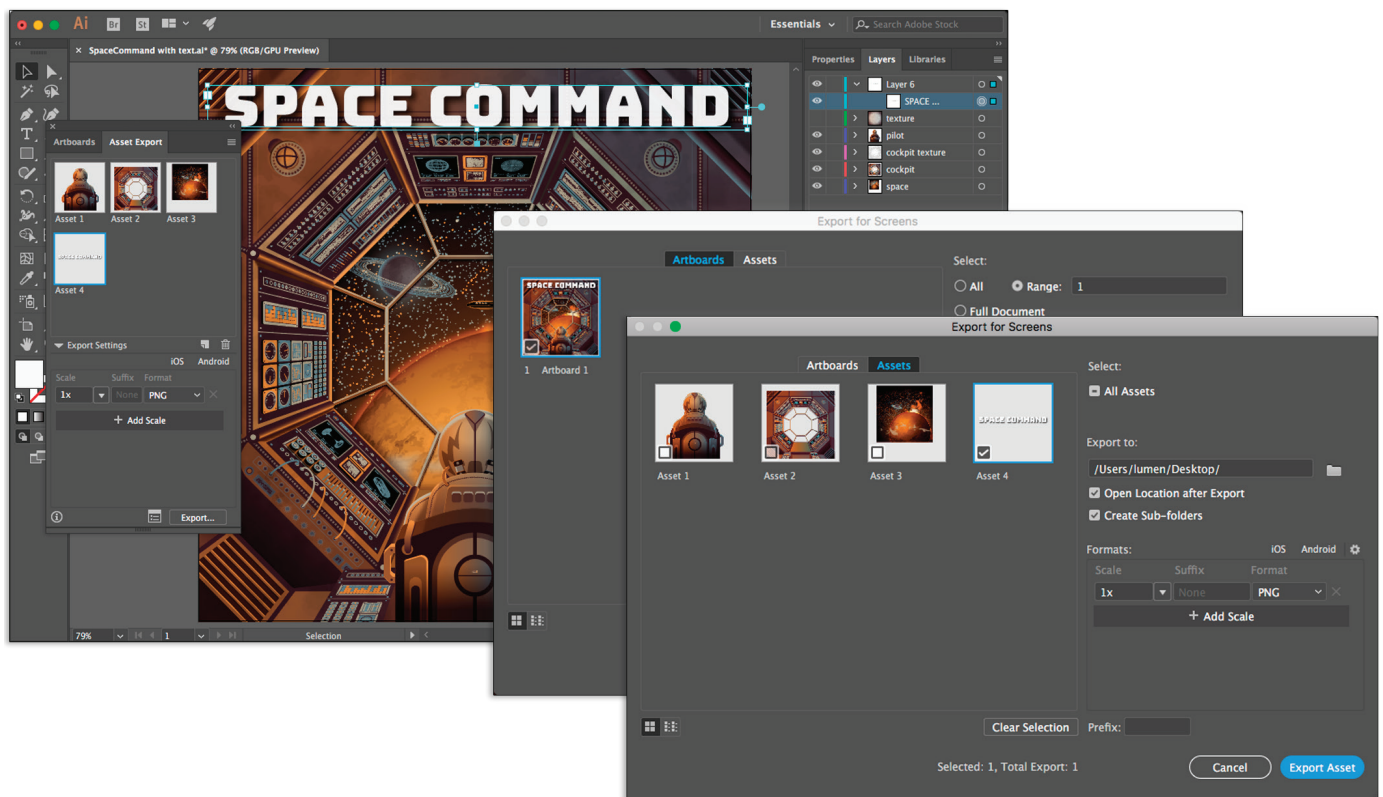 Ai Br St Essentials Search Adobe Stock
× SpaceCommand with text.ai* @ 79% (RGB/GPU Preview)
Properties Layers Libraries
Layer 6
SPACE ...
texture
pilot
cockpit texture
cockpit
space
SPACE COMMAND
Artboards Asset Export
Asset 1 Asset 2 Asset 3
SPACE COMMAND
Asset 4
Export Settings
iOS Android
Scale Suffix Format
1x None PNG
+ Add Scale
Export...
79% 1 Selection
Export for Screens
Artboards Assets
Select:
All Range: 1
Full Document
SPACE COMMAND
1 Artboard 1
Export for Screens
Artboards Assets
Select:
All Assets
SPACE COMMAND
Asset 1 Asset 2 Asset 3 Asset 4
Export to:
/Users/lumen/Desktop/
Open Location after Export
Create Sub-folders
Formats: iOS Android
Scale Suffix Format
1x None PNG
+ Add Scale
Clear Selection Prefix:
Selected: 1, Total Export: 1
Cancel Export Asset